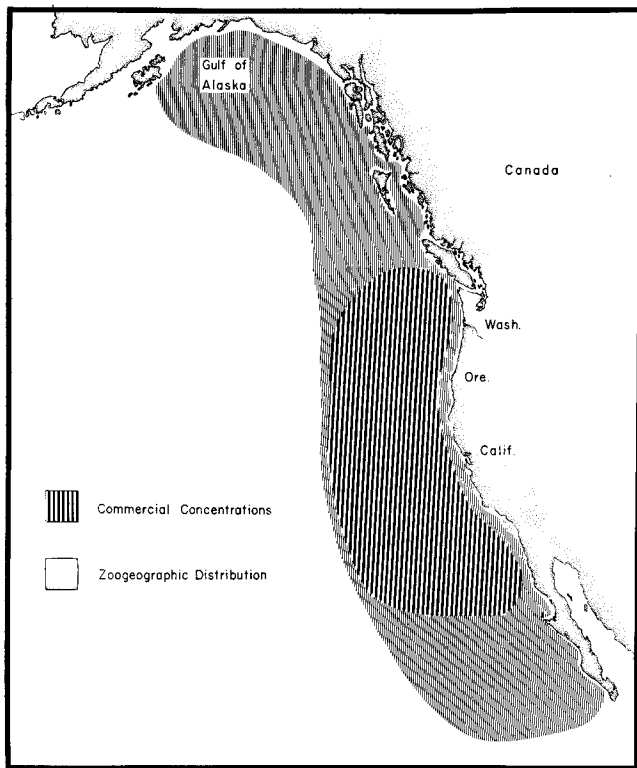 Gulf of
Alaska
Canada
Wash.
Ore.
Calif.
Commercial Concentrations
Zoogeographic Distribution